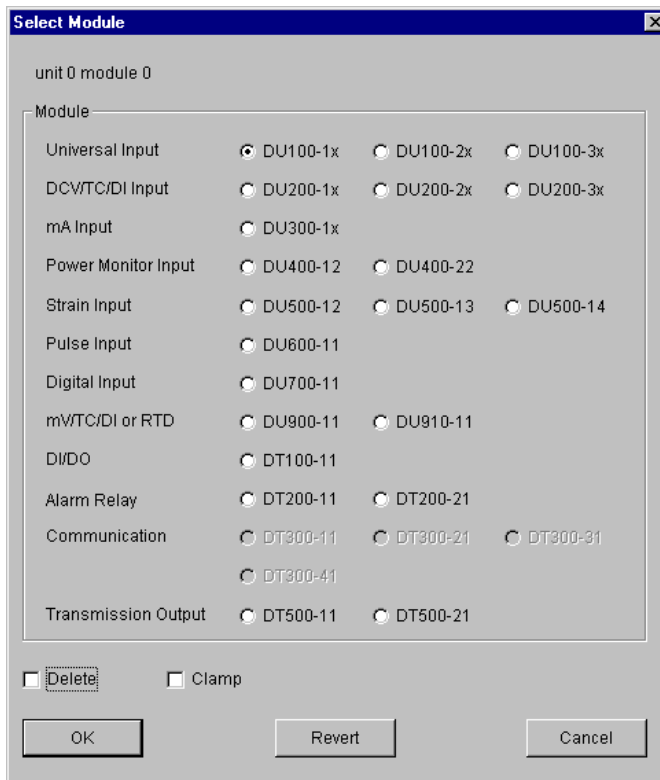 Select Module
unit 0 module 0
Module
Universal Input DU100-1x DU100-2x DU100-3x
DCV/TC/DI Input DU200-1x DU200-2x DU200-3x
mA Input DU300-1x
Power Monitor Input DU400-12 DU400-22
Strain Input DU500-12 DU500-13 DU500-14
Pulse Input DU600-11
Digital Input DU700-11
mV/TC/DI or RTD DU900-11 DU910-11
DI/DO DT100-11
Alarm Relay DT200-11 DT200-21
Communication DT300-11 DT300-21 DT300-31
DT300-41
Transmission Output DT500-11 DT500-21
Delete Clamp
OK Revert Cancel